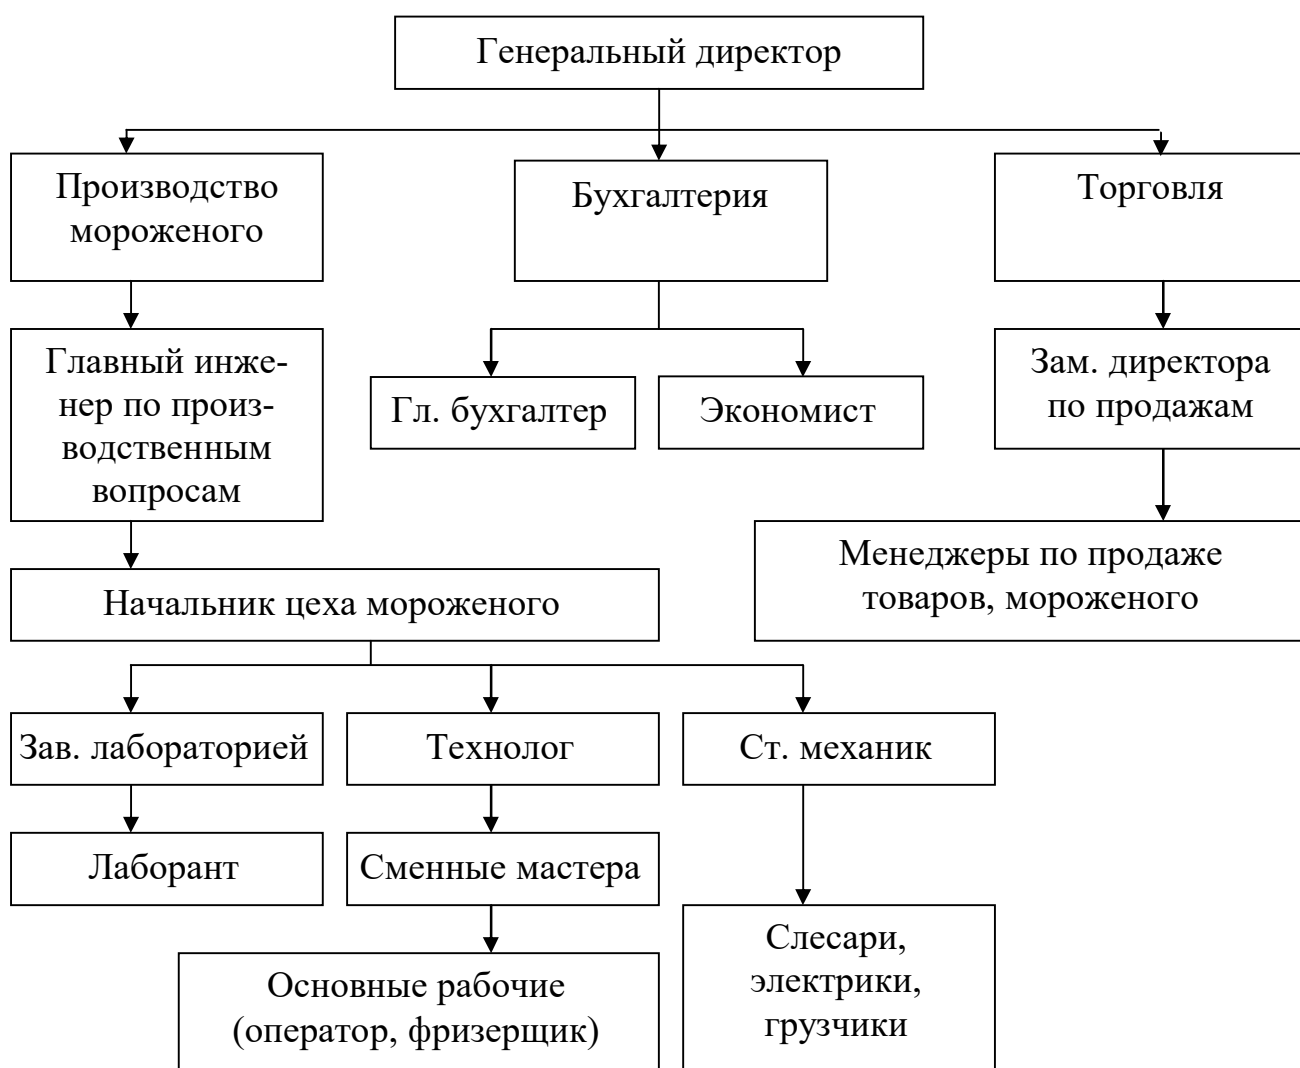 Генеральный директор
Производство
мороженого
Бухгалтерия
Торговля
Главный инже-
нер по произ-
водственным
вопросам
Гл. бухгалтер
Экономист
Зам. директора
по продажам
Менеджеры по продаже
товаров, мороженого
Начальник цеха мороженого
Зав. лабораторией
Технолог
Ст. механик
Лаборант
Сменные мастера
Слесари,
электрики,
грузчики
Основные рабочие
(оператор, фризерщик)